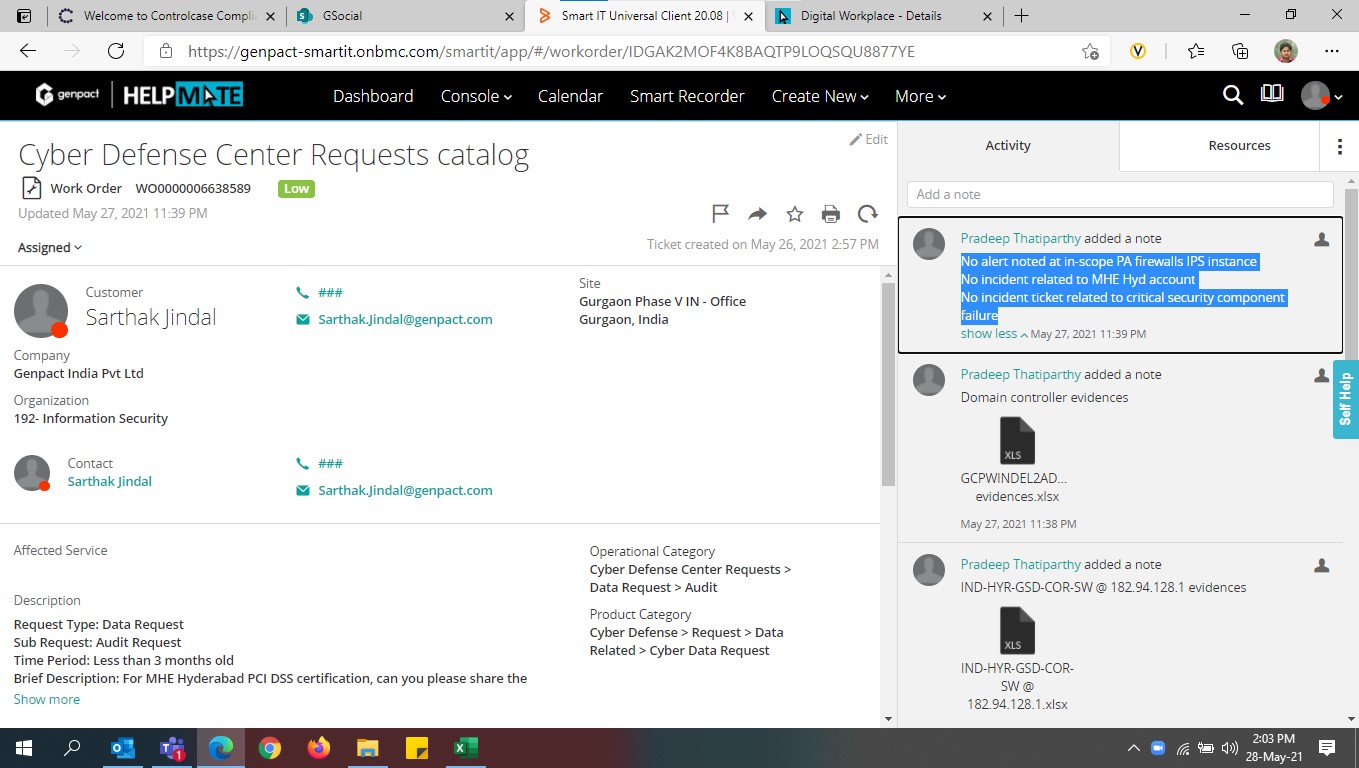 Welcome to Controlcase Compli
GSocial
Smart IT Universal Client 20.08 |
Digital Workplace - Details
https://genpact-smartit.onbmc.com/smartit/app/#/workorder/IDGAK2MOF4K8BAQTP9LOQSQU8877YE
genpact
HELPMATE
Dashboard
Console
Calendar
Smart Recorder
Create New
More
Cyber Defense Center Requests catalog
Edit
Work Order WO0000006638589 Low
Updated May 27, 2021 11:39 PM
Assigned
Ticket created on May 26, 2021 2:57 PM
Customer
Sarthak Jindal
###
Sarthak.Jindal@genpact.com
Site
Gurgaon Phase V IN - Office
Gurgaon, India
Company
Genpact India Pvt Ltd
Organization
192- Information Security
Contact
Sarthak Jindal
###
Sarthak.Jindal@genpact.com
Affected Service
Description
Request Type: Data Request
Sub Request: Audit Request
Time Period: Less than 3 months old
Brief Description: For MHE Hyderabad PCI DSS certification, can you please share the
Show more
Operational Category
Cyber Defense Center Requests >
Data Request > Audit
Product Category
Cyber Defense > Request > Data
Related > Cyber Data Request
Activity
Resources
Add a note
Pradeep Thatiparthy added a note
No alert noted at in-scope PA firewalls IPS instance
No incident related to MHE Hyd account
No incident ticket related to critical security component
failure
show less May 27, 2021 11:39 PM
Pradeep Thatiparthy added a note
Domain controller evidences
XLS
GCPWINDEL2AD...
evidences.xlsx
May 27, 2021 11:38 PM
Pradeep Thatiparthy added a note
IND-HYR-GSD-COR-SW @ 182.94.128.1 evidences
XLS
IND-HYR-GSD-COR-
SW @
182.94.128.1.xlsx
Self Help
1
2:03 PM
28-May-21